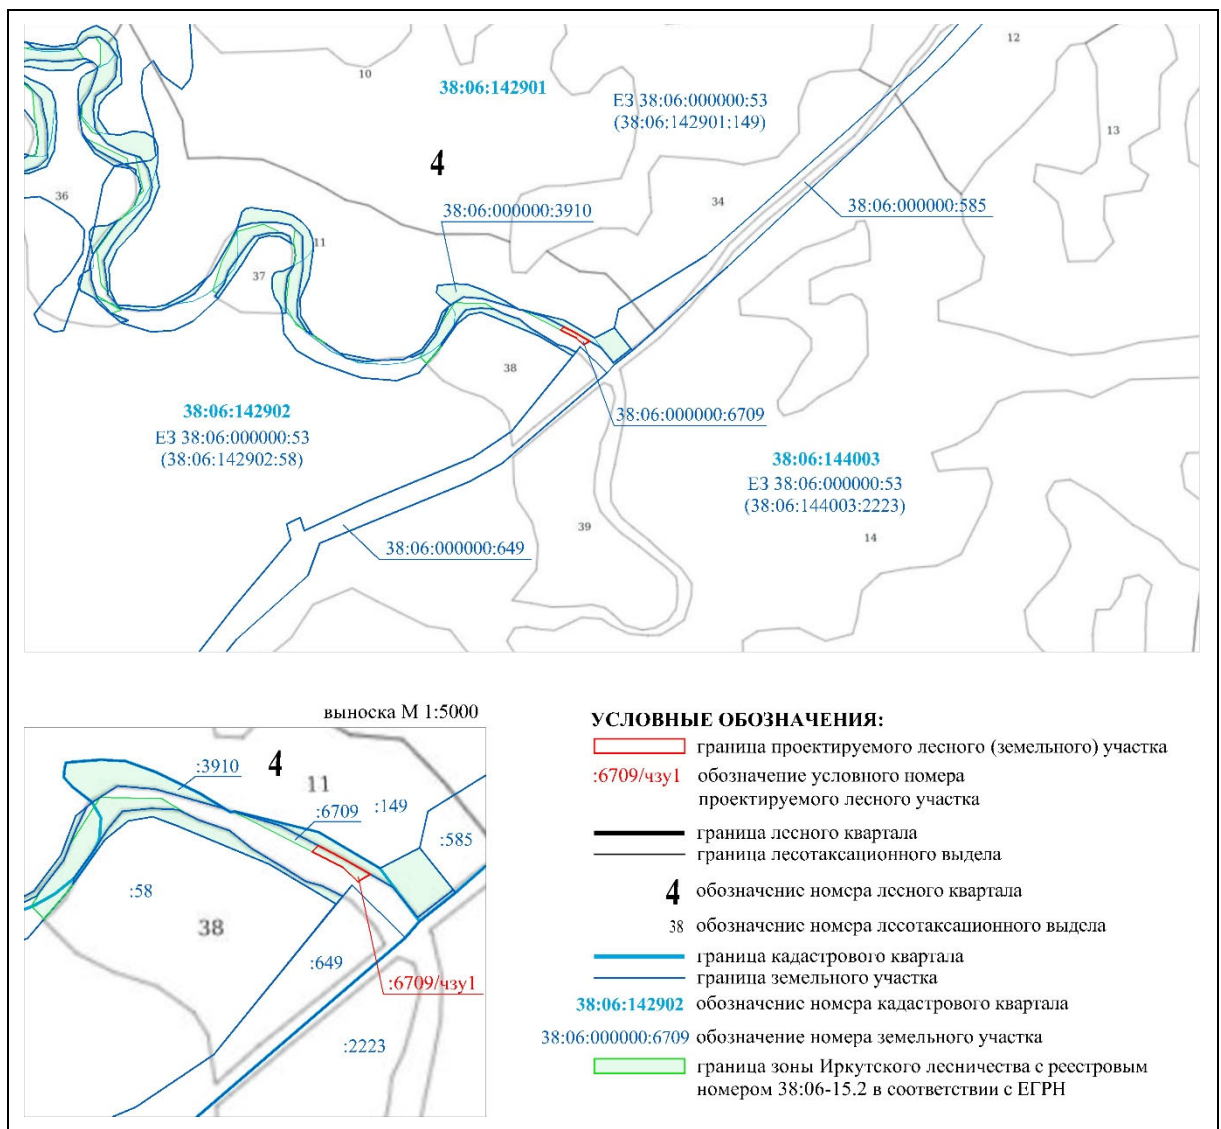 12
10
38:06:142901
ЕЗ 38:06:000000:53
(38:06:142901:149)
13
4
36
34
38:06:000000:3910
38:06:000000:585
11
37
38
38:06:142902
38:06:000000:6709
ЕЗ 38:06:000000:53
(38:06:142902:58)
38:06:144003
ЕЗ 38:06:000000:53
(38:06:144003:2223)
39
14
38:06:000000:649
выноска М 1:5000
:3910
4
11
:6709
:149
:585
:58
38
:649
:6709/чзу1
:2223
УСЛОВНЫЕ ОБОЗНАЧЕНИЯ:
граница проектируемого лесного (земельного) участка
:6709/чзу1 обозначение условного номера
проектируемого лесного участка
граница лесного квартала
граница лесотаксационного выдела
4 обозначение номера лесного квартала
38 обозначение номера лесотаксационного выдела
граница кадастрового квартала
граница земельного участка
38:06:142902 обозначение номера кадастрового квартала
38:06:000000:6709 обозначение номера земельного участка
граница зоны Иркутского лесничества с реестровым
номером 38:06-15.2 в соответствии с ЕГРН